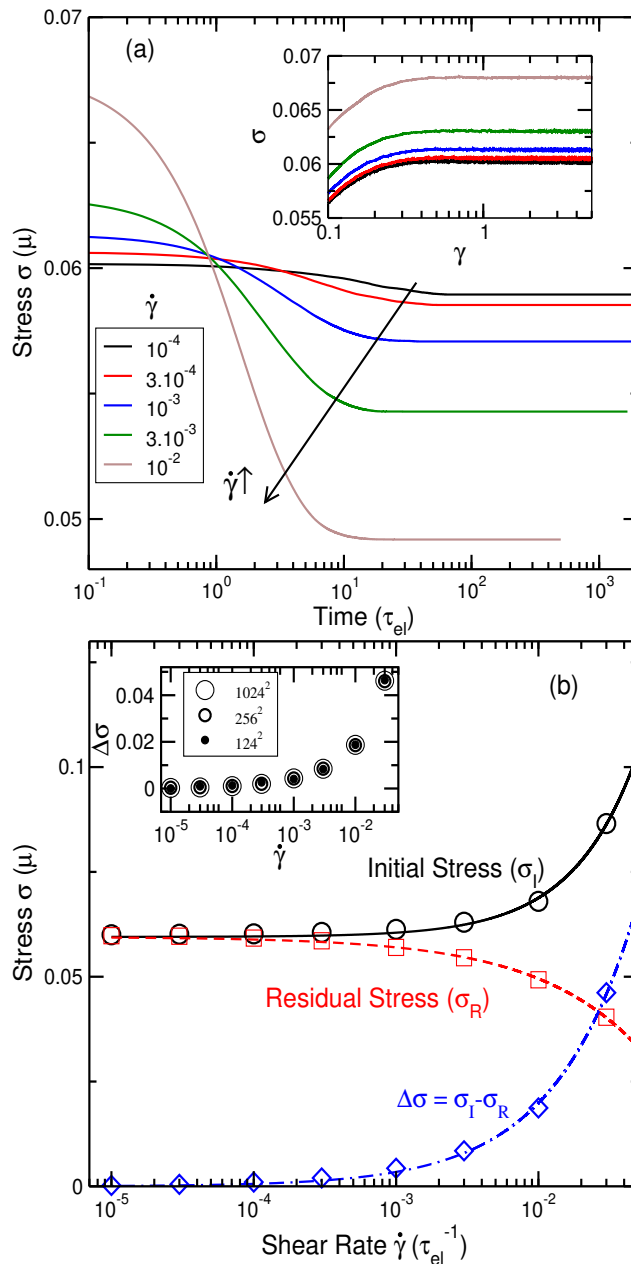 0.07
(a)
0.07
0.065
σ
0.06
0.055
0.1
1
γ
Stress σ (μ)
0.06
γ̇
10⁻⁴
3.10⁻⁴
10⁻³
3.10⁻³
10⁻²
γ̇↑
0.05
10⁻¹ 10⁰ 10¹ 10² 10³
Time (τₑₗ)
(b)
0.04
Δσ
0.02
0
1024²
256²
124²
10⁻⁵ 10⁻⁴ 10⁻³ 10⁻²
γ̇
0.1
Initial Stress (σ_I)
Stress σ (μ)
0.05
Residual Stress (σ_R)
Δσ = σ_I-σ_R
0
10⁻⁵ 10⁻⁴ 10⁻³ 10⁻²
Shear Rate γ̇ (τₑₗ⁻¹)